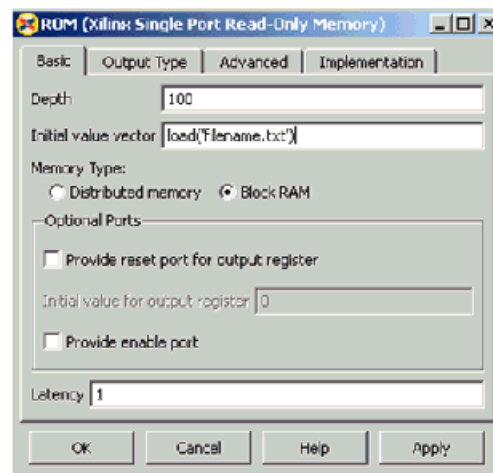 ROM (Xilinx Single Port Read-Only Memory)
Basic Output Type Advanced Implementation
Depth 100
Initial value vector load('filename.txt')
Memory Type:
Distributed memory Block RAM
Optional Ports
Provide reset port for output register
Initial value for output register 0
Provide enable port
Latency 1
OK Cancel Help Apply